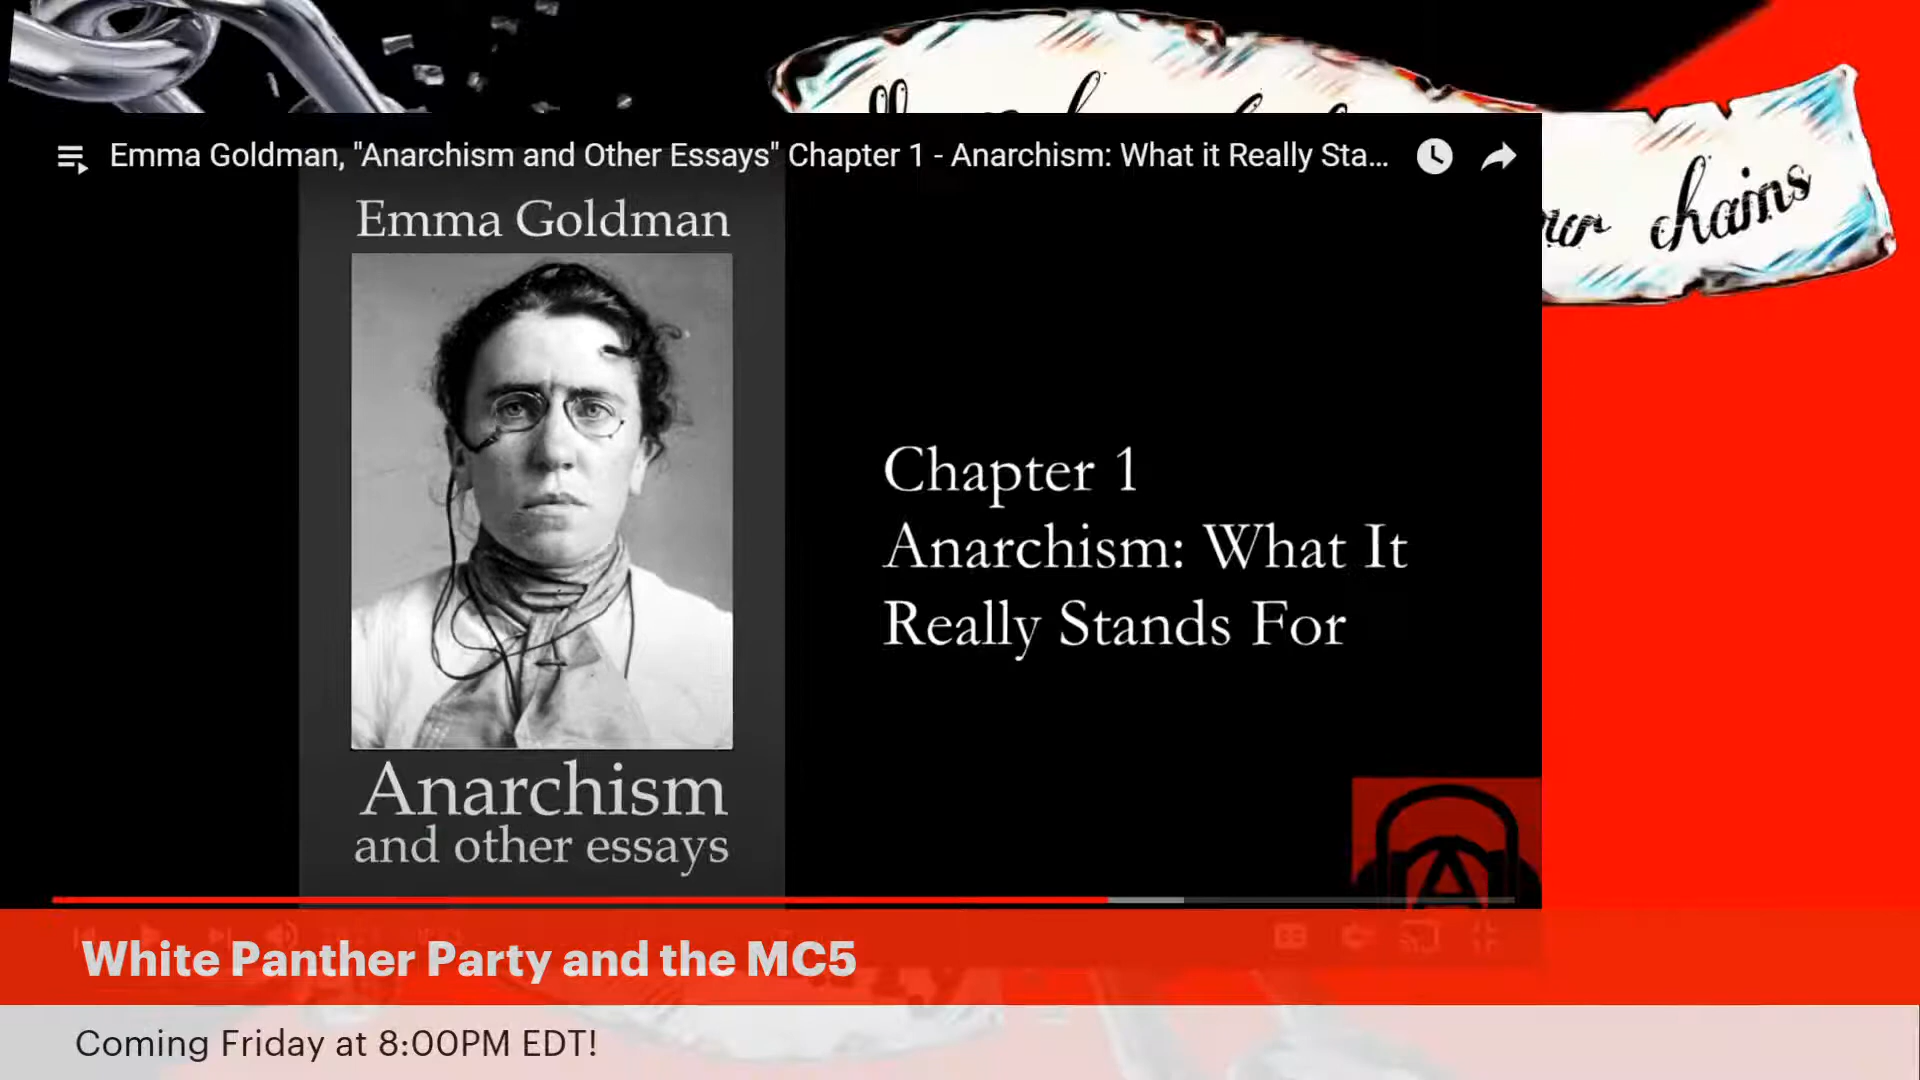 our chains
Emma Goldman, "Anarchism and Other Essays" Chapter 1 - Anarchism: What it Really Sta...
Emma Goldman
Chapter 1
Anarchism: What It
Really Stands For
Anarchism
and other essays
White Panther Party and the MC5
Coming Friday at 8:00PM EDT!